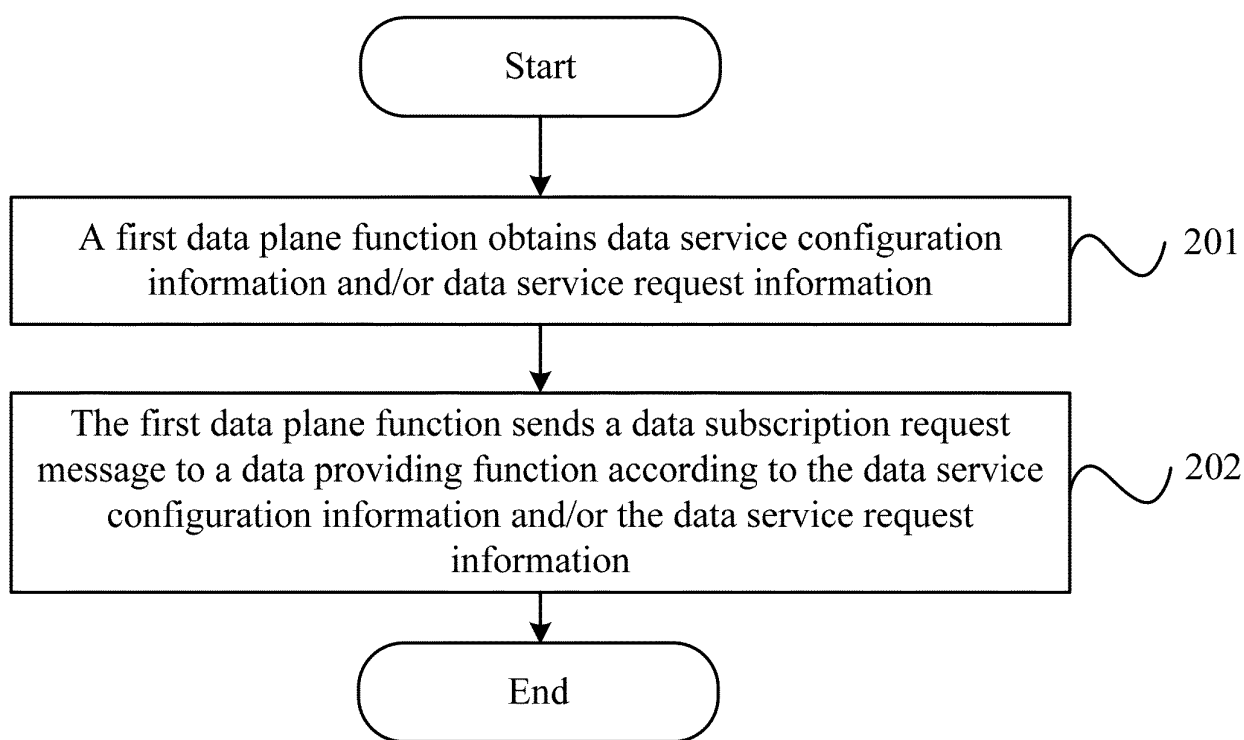 Start
A first data plane function obtains data service configuration
information and/or data service request information
201
The first data plane function sends a data subscription request
message to a data providing function according to the data service
configuration information and/or the data service request
information
202
End